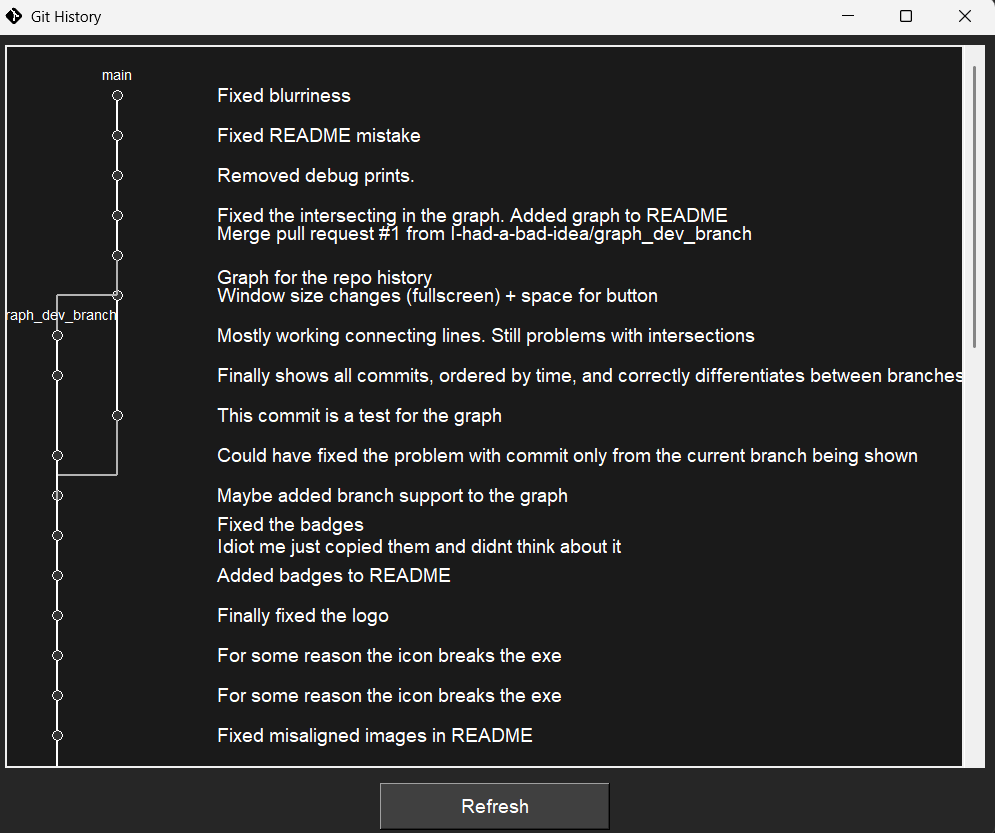 Git History
main
Fixed blurriness
Fixed README mistake
Removed debug prints.
Fixed the intersecting in the graph. Added graph to README
Merge pull request #1 from I-had-a-bad-idea/graph_dev_branch
Graph for the repo history
Window size changes (fullscreen) + space for button
raph_dev_branch
Mostly working connecting lines. Still problems with intersections
Finally shows all commits, ordered by time, and correctly differentiates between branches
This commit is a test for the graph
Could have fixed the problem with commit only from the current branch being shown
Maybe added branch support to the graph
Fixed the badges
Idiot me just copied them and didnt think about it
Added badges to README
Finally fixed the logo
For some reason the icon breaks the exe
For some reason the icon breaks the exe
Fixed misaligned images in README
Refresh